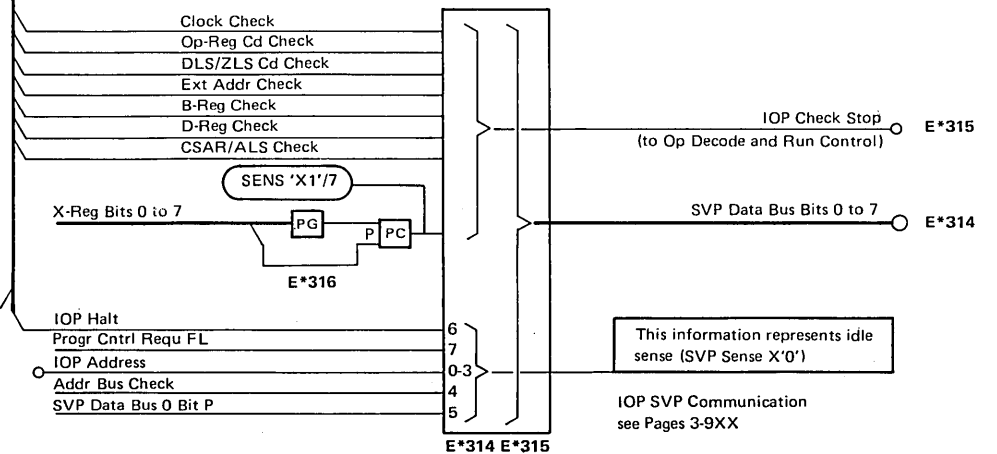 Clock Check
Op-Reg Cd Check
DLS/ZLS Cd Check
Ext Addr Check
B-Reg Check
D-Reg Check
CSAR/ALS Check
IOP Check Stop
E*315
(to Op Decode and Run Control)
SENS 'X1'/7
X-Reg Bits 0 to 7
PG
P
PC
SVP Data Bus Bits 0 to 7
E*314
E*316
IOP Halt
6
Progr Cntrl Requ FL
7
IOP Address
0-3
Addr Bus Check
4
SVP Data Bus 0 Bit P
5
This information represents idle
sense (SVP Sense X'0')
IOP SVP Communication
see Pages 3-9XX
E*314 E*315